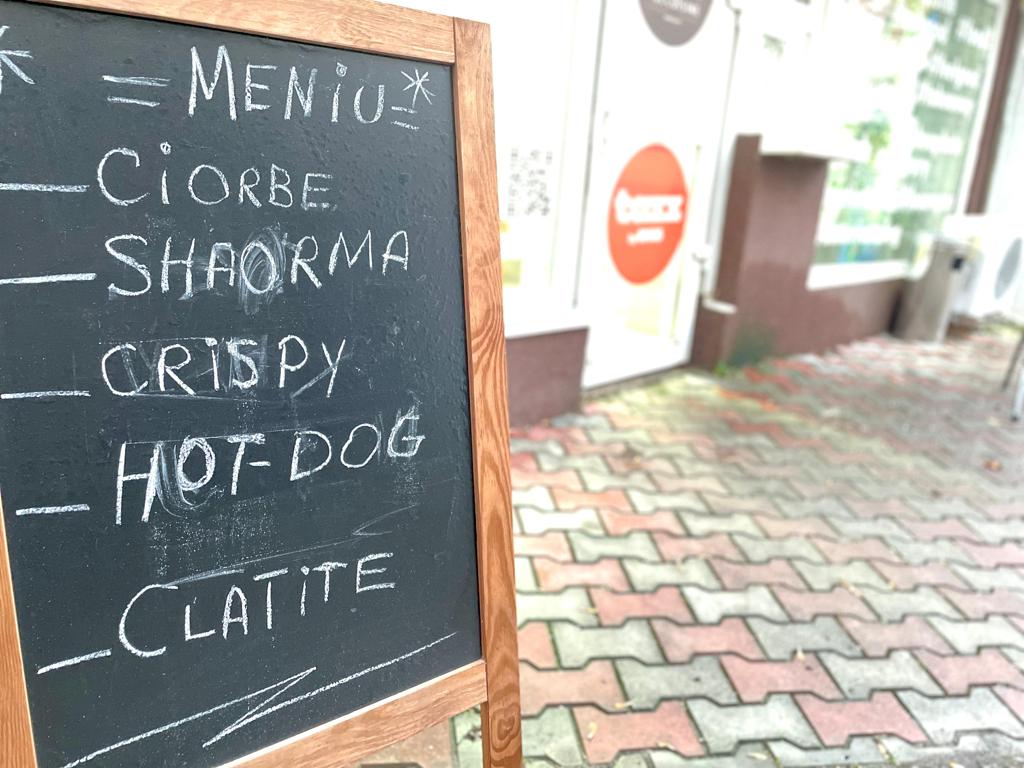 * = MENIU = *
— CIORBE
— SHAORMA
— CRISPY
— HOT-DOG
— CLATITE